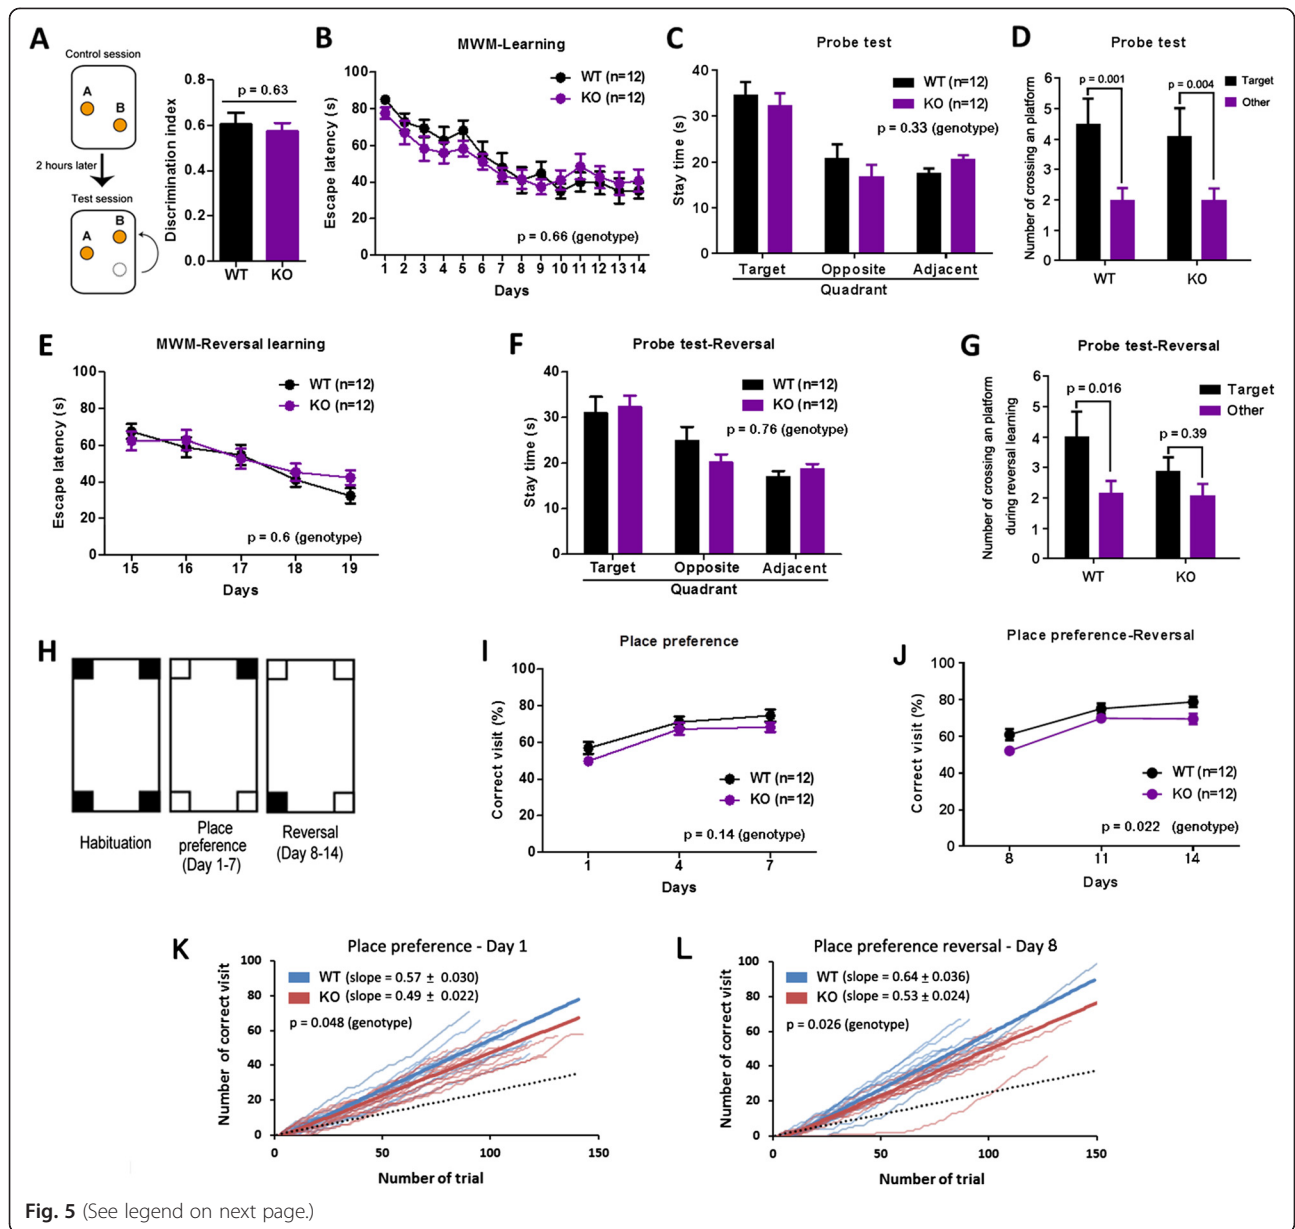 A
Control session
A
B
2 hours later
Test session
B
A
Discrimination index
0.8
0.6
0.4
0.2
0.0
p = 0.63
WT
KO
B
MWM-Learning
Escape latency (s)
100
80
60
40
20
0
WT (n=12)
KO (n=12)
p = 0.66 (genotype)
1 2 3 4 5 6 7 8 9 10 11 12 13 14
Days
C
Probe test
Stay time (s)
40
30
20
10
0
WT (n=12)
KO (n=12)
p = 0.33 (genotype)
Target
Opposite
Adjacent
Quadrant
D
Probe test
Number of crossing an platform
6
5
4
3
2
1
0
p = 0.001
p = 0.004
Target
Other
WT
KO
E
MWM-Reversal learning
Escape latency (s)
100
80
60
40
20
0
WT (n=12)
KO (n=12)
p = 0.6 (genotype)
15 16 17 18 19
Days
F
Probe test-Reversal
Stay time (s)
40
30
20
10
0
WT (n=12)
KO (n=12)
p = 0.76 (genotype)
Target
Opposite
Adjacent
Quadrant
G
Probe test-Reversal
Number of crossing an platform
during reversal learning
6
5
4
3
2
1
0
p = 0.016
p = 0.39
Target
Other
WT
KO
H
Habituation
Place
preference
(Day 1-7)
Reversal
(Day 8-14)
I
Place preference
Correct visit (%)
100
80
60
40
20
0
WT (n=12)
KO (n=12)
p = 0.14 (genotype)
1 4 7
Days
J
Place preference-Reversal
Correct visit (%)
100
80
60
40
20
0
WT (n=12)
KO (n=12)
p = 0.022 (genotype)
8 11 14
Days
K
Place preference - Day 1
Number of correct visit
100
80
60
40
20
0
WT (slope = 0.57 ± 0.030)
KO (slope = 0.49 ± 0.022)
p = 0.048 (genotype)
50 100 150
Number of trial
L
Place preference reversal - Day 8
Number of correct visit
100
80
60
40
20
0
WT (slope = 0.64 ± 0.036)
KO (slope = 0.53 ± 0.024)
p = 0.026 (genotype)
50 100 150
Number of trial
Fig. 5 (See legend on next page.)